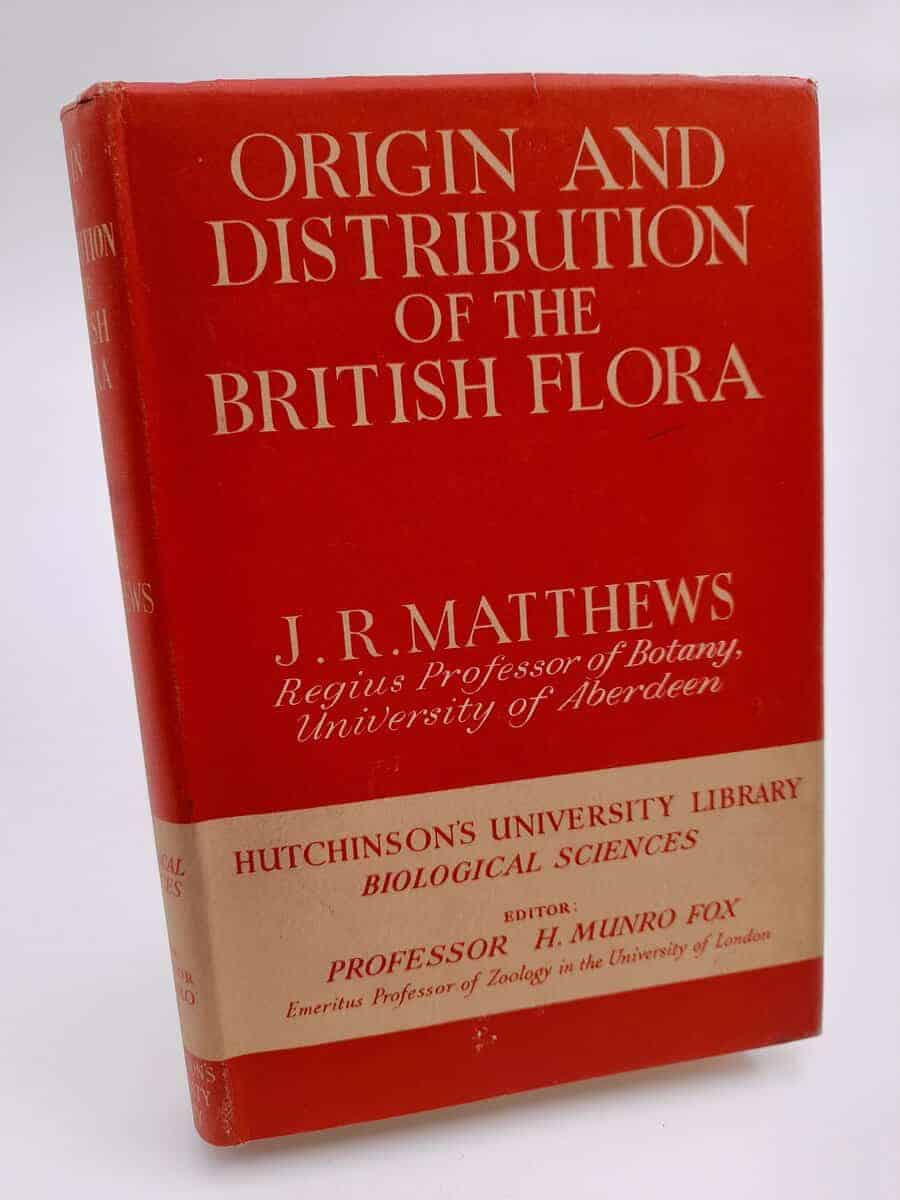 ORIGIN AND
DISTRIBUTION
OF THE
BRITISH FLORA
J. R. MATTHEWS
Regius Professor of Botany,
University of Aberdeen
HUTCHINSON'S UNIVERSITY LIBRARY
BIOLOGICAL SCIENCES
EDITOR:
PROFESSOR H. MUNRO FOX
Emeritus Professor of Zoology in the University of London